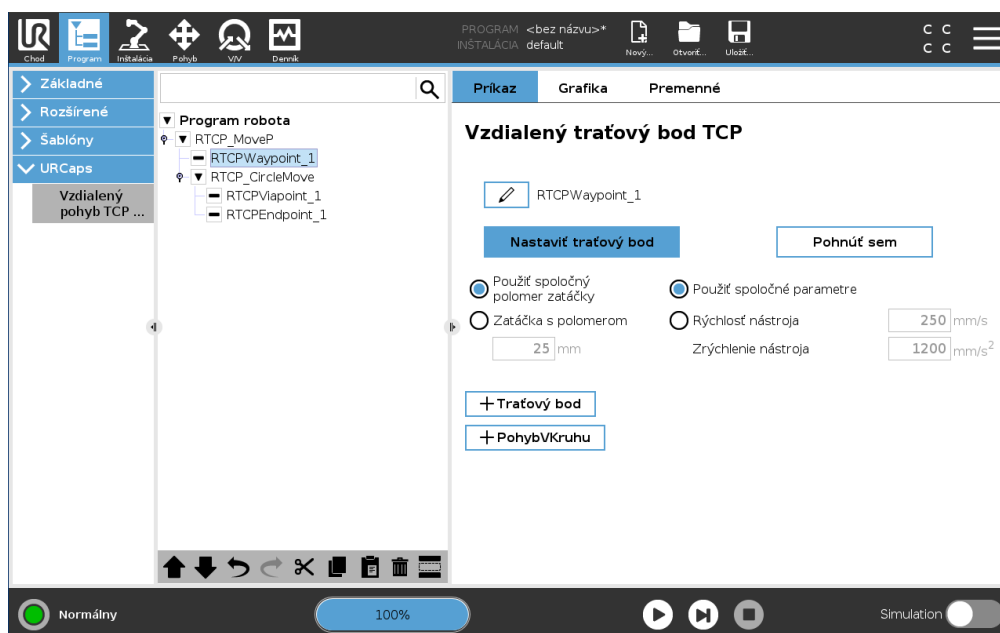 PROGRAM <bez názvu>*
INŠTALÁCIA default
C C
C C
Chod
Program
Inštalácia
Pohyb
V/V
Denník
Nový...
Otvoriť...
Uložiť...
Základné
Rozšírené
Šablóny
URCaps
Vzdialený
pohyb TCP ...
Program robota
RTCP_MoveP
RTCPWaypoint_1
RTCP_CircleMove
RTCPViapoint_1
RTCPEndpoint_1
Príkaz
Grafika
Premenné
Vzdialený traťový bod TCP
RTCPWaypoint_1
Nastaviť traťový bod
Pohnúť sem
Použiť spoločný
polomer zatáčky
Použiť spoločné parametre
Zatáčka s polomerom
Rýchlosť nástroja
250 mm/s
25 mm
Zrýchlenie nástroja
1200 mm/s²
+Traťový bod
+PohybVKruhu
Normálny
100%
Simulation